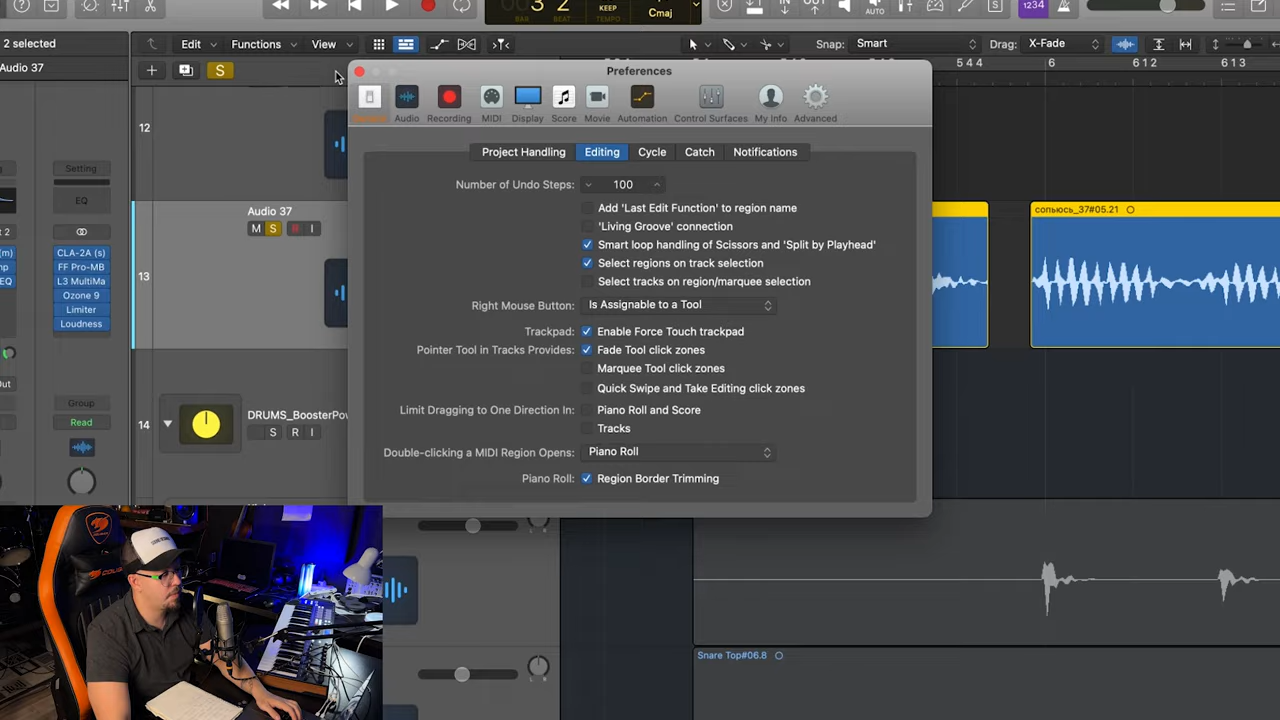 3 2
KEEP
Cmaj
AUTO
S
1234
2 selected
Edit
Functions
View
Snap: Smart
Drag: X-Fade
Audio 37
S
Preferences
5 4 4
6
6 1 2
6 1 3
Audio
Recording
MIDI
Display
Score
Movie
Automation
Control Surfaces
My Info
Advanced
12
Project Handling
Editing
Cycle
Catch
Notifications
Setting
EQ
Number of Undo Steps: 100
Add 'Last Edit Function' to region name
'Living Groove' connection
Smart loop handling of Scissors and 'Split by Playhead'
Select regions on track selection
Select tracks on region/marquee selection
Right Mouse Button: Is Assignable to a Tool
Trackpad: Enable Force Touch trackpad
Pointer Tool in Tracks Provides: Fade Tool click zones
Marquee Tool click zones
Quick Swipe and Take Editing click zones
Limit Dragging to One Direction In: Piano Roll and Score
Tracks
Double-clicking a MIDI Region Opens: Piano Roll
Piano Roll: Region Border Trimming
Audio 37
M S R I
13
сольюсь_37#05.21
CLA-2A (s)
FF Pro-MB
L3 MultiMa
Ozone 9
Limiter
Loudness
Group
Read
14
DRUMS_BoosterPo
S R I
COUGAR
Snare Top#06.8